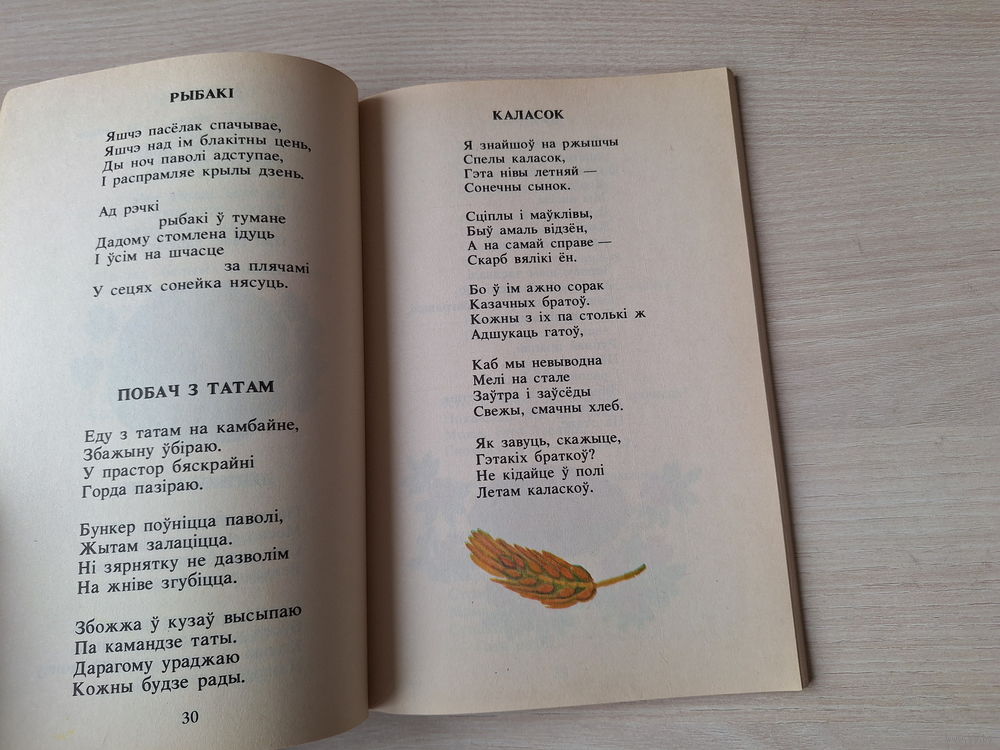 РЫБАКІ
Яшчэ пасёлак спачывае,
Яшчэ над ім блакітны цень,
Ды ноч паволі адступае,
І распрамляе крылы дзень.
Ад рэчкі
рыбакі ў тумане
Дадому стомлена ідуць
І ўсім на шчасце
за плячамі
У сецях сонейка нясуць.
ПОБАЧ З ТАТАМ
Еду з татам на камбайне,
Збажыну ўбіраю.
У прастор бяскрайні
Горда пазіраю.
Бункер поўніцца паволі,
Жытам залаціцца.
Ні зярнятку не дазволім
На жніве згубіцца.
Збожжа ў кузаў высыпаю
Па камандзе таты.
Дарагому ураджаю
Кожны будзе рады.
30
КАЛАСОК
Я знайшоў на ржышчы
Спелы каласок,
Гэта нівы летняй —
Сонечны сынок.
Сціплы і маўклівы,
Быў амаль відзён,
А на самай справе —
Скарб вялікі ён.
Бо ў ім ажно сорак
Казачных братоў.
Кожны з іх па столькі ж
Адшукаць гатоў,
Каб мы невыводна
Мелі на стале
Заўтра і заўсёды
Свежы, смачны хлеб.
Як завуць, скажыце,
Гэтакіх браткоў?
Не кідайце ў полі
Летам каласкоў.